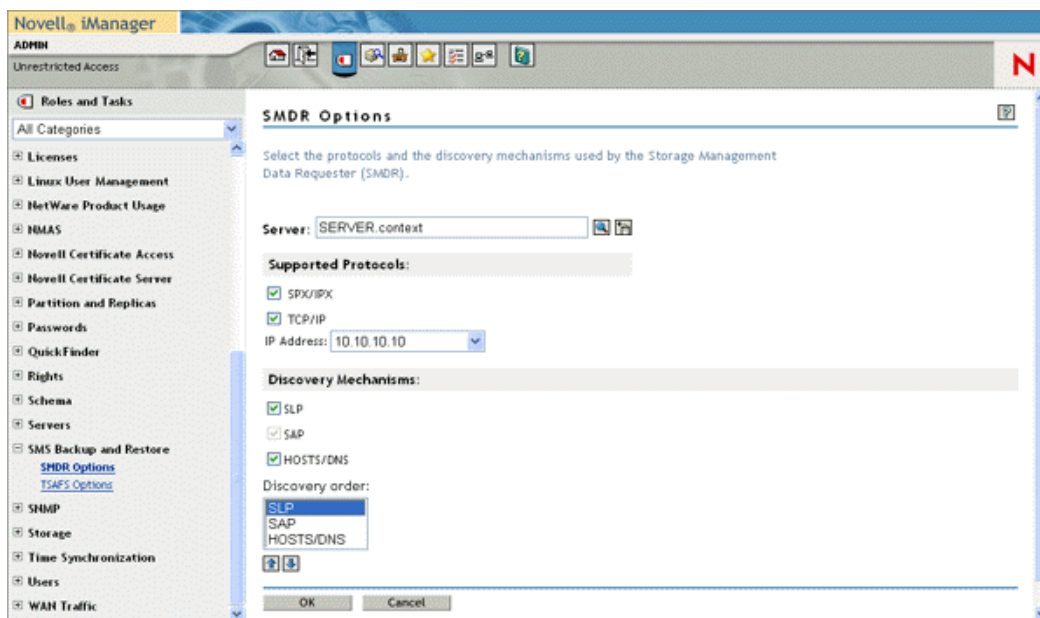 Novell® iManager
ADMIN
Unrestricted Access
N
Roles and Tasks
All Categories
Licenses
Linux User Management
NetWare Product Usage
NMAS
Novell Certificate Access
Novell Certificate Server
Partition and Replicas
Passwords
QuickFinder
Rights
Schema
Servers
SMS Backup and Restore
SMDR Options
TSAFS Options
SNMP
Storage
Time Synchronization
Users
WAN Traffic
SMDR Options
Select the protocols and the discovery mechanisms used by the Storage Management
Data Requester (SMDR).
Server: SERVER.context
Supported Protocols:
SPX/IPX
TCP/IP
IP Address: 10.10.10.10
Discovery Mechanisms:
SLP
SAP
HOSTS/DNS
Discovery order:
SLP
SAP
HOSTS/DNS
OK Cancel